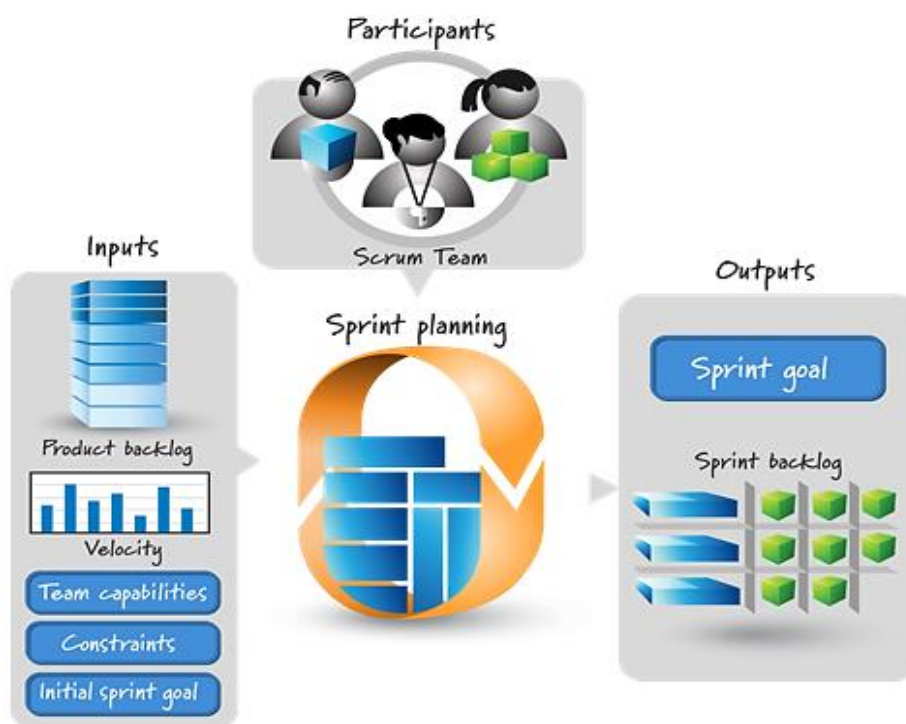 Participants
Scrum Team
Inputs
Product backlog
Velocity
Team capabilities
Constraints
Initial sprint goal
Sprint planning
Outputs
Sprint goal
Sprint backlog